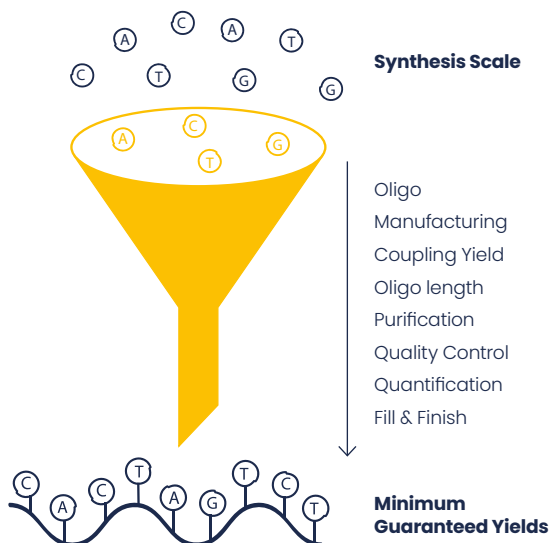 C
A
C
A
T
C
T
G
G
Synthesis Scale
A
C
T
G
Oligo
Manufacturing
Coupling Yield
Oligo length
Purification
Quality Control
Quantification
Fill & Finish
C
A
C
T
A
G
T
C
T
Minimum
Guaranteed Yields